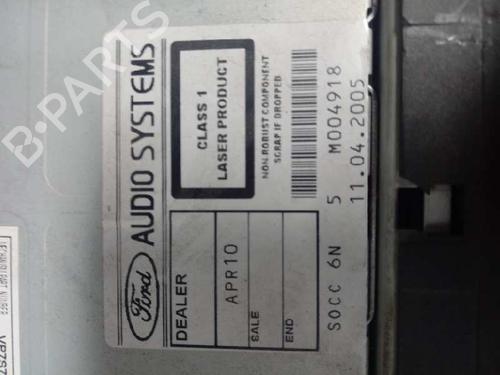 B-PARTS
Ford
AUDIO SYSTEMS
CLASS 1
LASER PRODUCT
NON ROBUST COMPONENT
SCRAP IF DROPPED
DEALER
APR10
SALE
END
SOCC 6N
5 M004918
11.04.2005